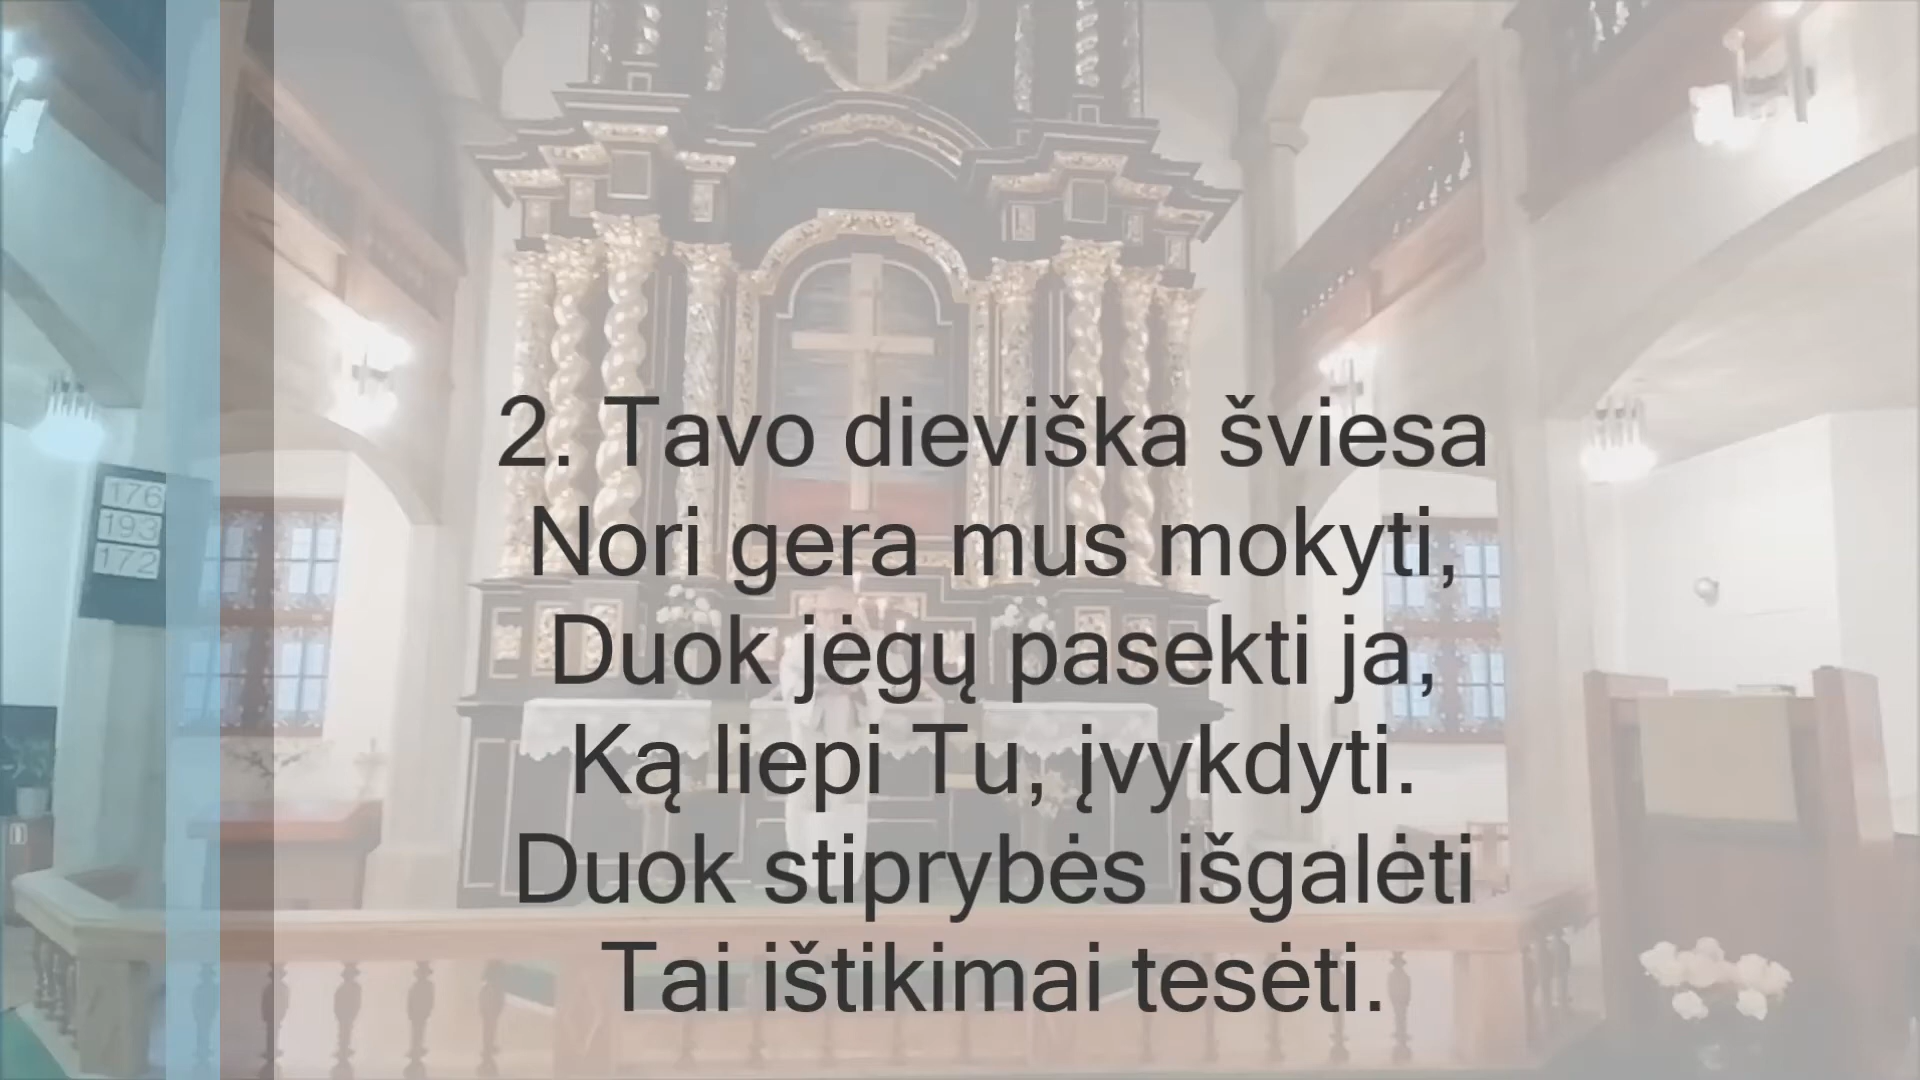 176
193
172
2. Tavo dieviška šviesa
Nori gera mus mokyti,
Duok jėgų pasekti ja,
Ką liepi Tu, įvykdyti.
Duok stiprybės išgalėti
Tai ištikimai tesėti.